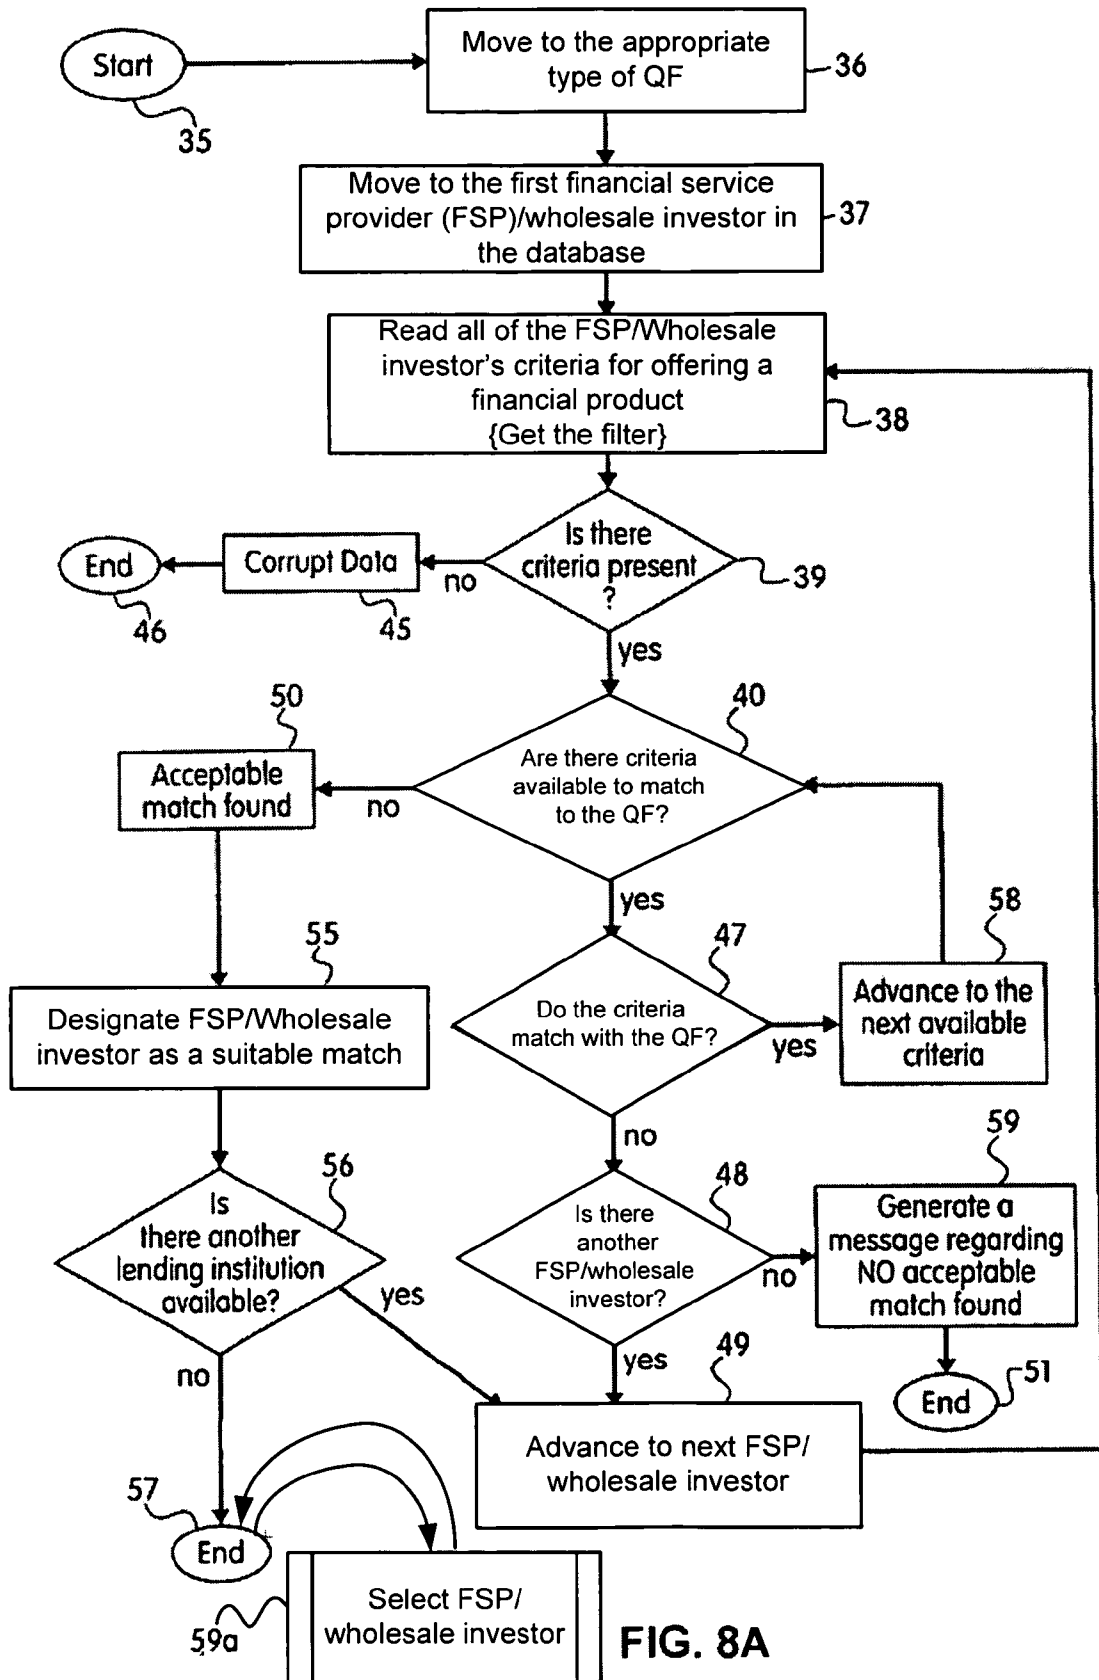 Start
35
Move to the appropriate
type of QF
36
Move to the first financial service
provider (FSP)/wholesale investor in
the database
37
Read all of the FSP/Wholesale
investor's criteria for offering a
financial product
{Get the filter}
38
Is there
criteria present
?
39
no
Corrupt Data
45
End
46
yes
40
Are there criteria
available to match
to the QF?
no
50
Acceptable
match found
yes
47
Do the criteria
match with the QF?
yes
58
Advance to the
next available
criteria
55
Designate FSP/Wholesale
investor as a suitable match
no
48
Is there
another
FSP/wholesale
investor?
no
59
Generate a
message regarding
NO acceptable
match found
End
51
56
Is
there another
lending institution
available?
yes
no
yes
49
Advance to next FSP/
wholesale investor
57
End
Select FSP/
wholesale investor
59a
FIG. 8A